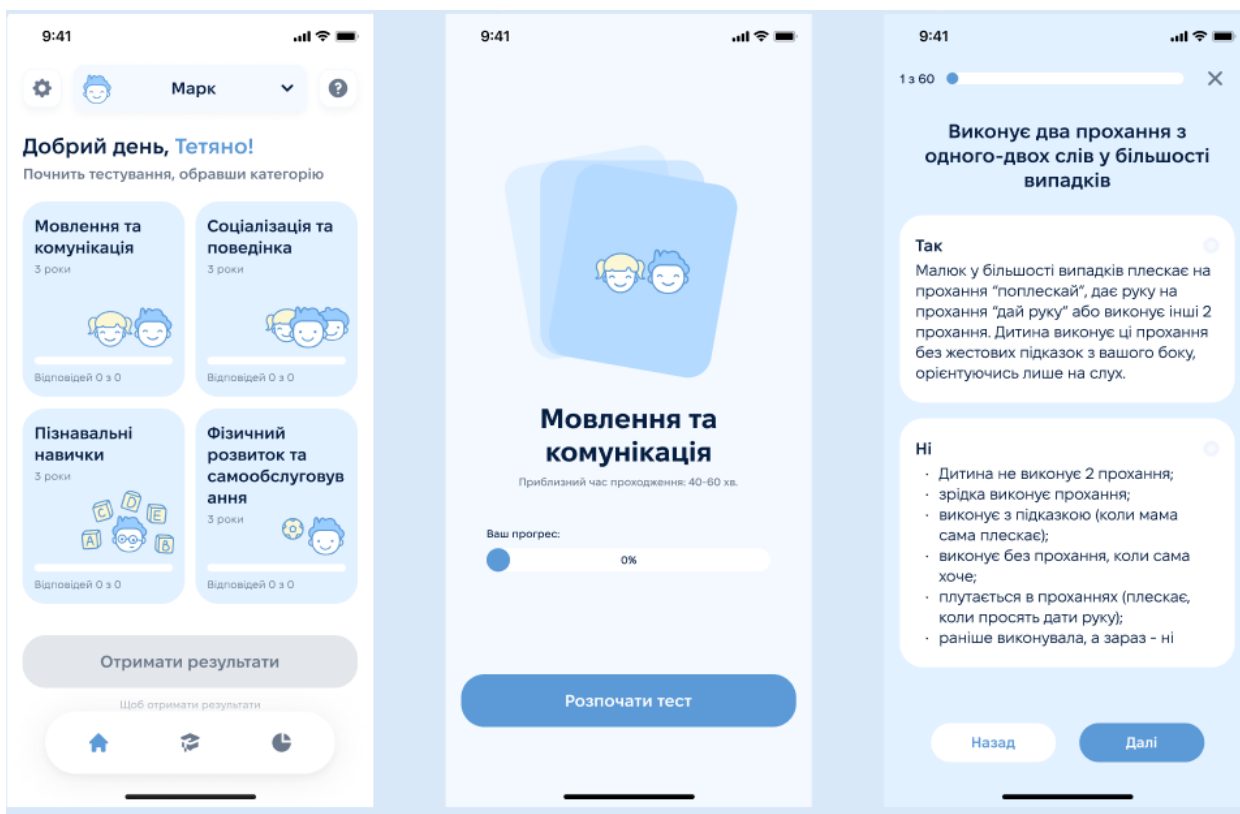 9:41
Марк
Добрий день, Тетяно!
Почнить тестування, обравши категорію
Мовлення та
комунікація
3 роки
Відповідей 0 з 0
Соціалізація та
поведінка
3 роки
Відповідей 0 з 0
Пізнавальні
навички
3 роки
C D E
A B
Відповідей 0 з 0
Фізичний
розвиток та
самообслуговув
ання
3 роки
Відповідей 0 з 0
Отримати результати
Щоб отримати результати
9:41
Мовлення та
комунікація
Приблизний час проходження: 40-60 хв.
Ваш прогрес:
0%
Розпочати тест
9:41
1 з 60
Виконує два прохання з
одного-двох слів у більшості
випадків
Так
Малюк у більшості випадків плескає на
прохання “поплескай”, дає руку на
прохання “дай руку” або виконує інші 2
прохання. Дитина виконує ці прохання
без жестових підказок з вашого боку,
орієнтуючись лише на слух.
Ні
· Дитина не виконує 2 прохання;
· зрідка виконує прохання;
· виконує з підказкою (коли мама
сама плескає);
· виконує без прохання, коли сама
хоче;
· плутається в проханнях (плескає,
коли просять дати руку);
· раніше виконувала, а зараз - ні
Назад
Далі